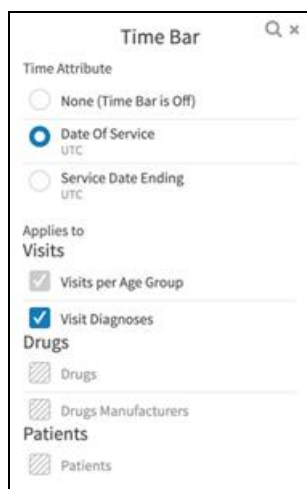 Time Bar
Time Attribute
None (Time Bar is Off)
Date Of Service
UTC
Service Date Ending
UTC
Applies to
Visits
Visits per Age Group
Visit Diagnoses
Drugs
Drugs
Drugs Manufacturers
Patients
Patients